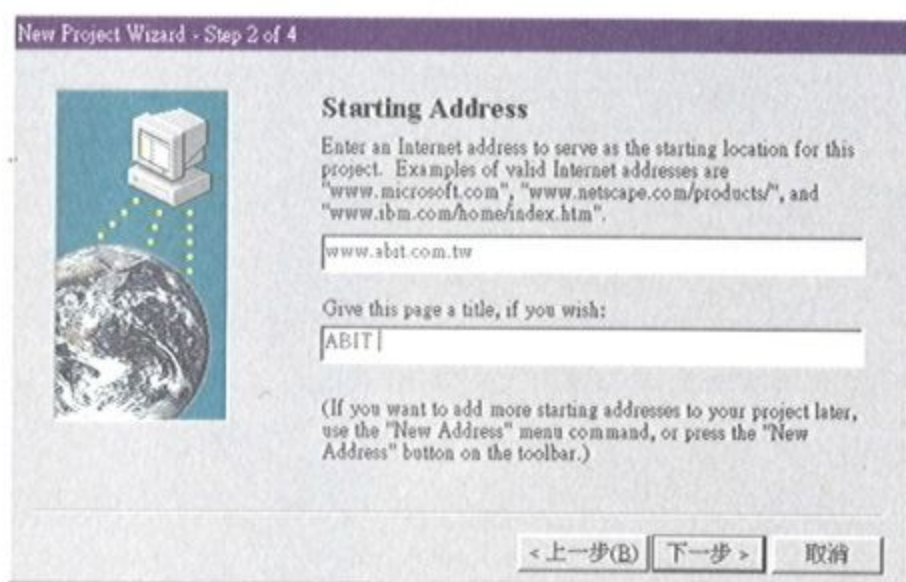 New Project Wizard - Step 2 of 4
Starting Address
Enter an Internet address to serve as the starting location for this
project. Examples of valid Internet addresses are
"www.microsoft.com", "www.netscape.com/products/", and
"www.ibm.com/home/index.htm".
www.abit.com.tw
Give this page a title, if you wish:
ABIT
(If you want to add more starting addresses to your project later,
use the "New Address" menu command, or press the "New
Address" button on the toolbar.)
<上一步(B) 下一步> 取消